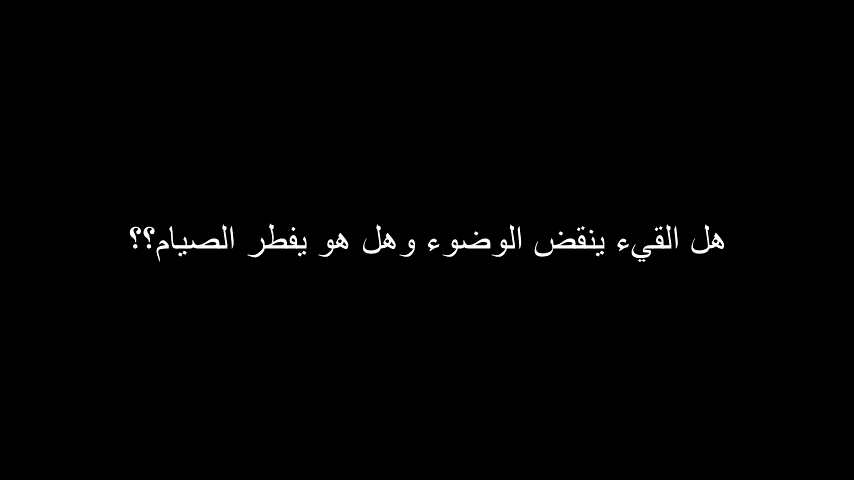 هل القيء ينقض الوضوء وهل هو يفطر الصيام؟؟